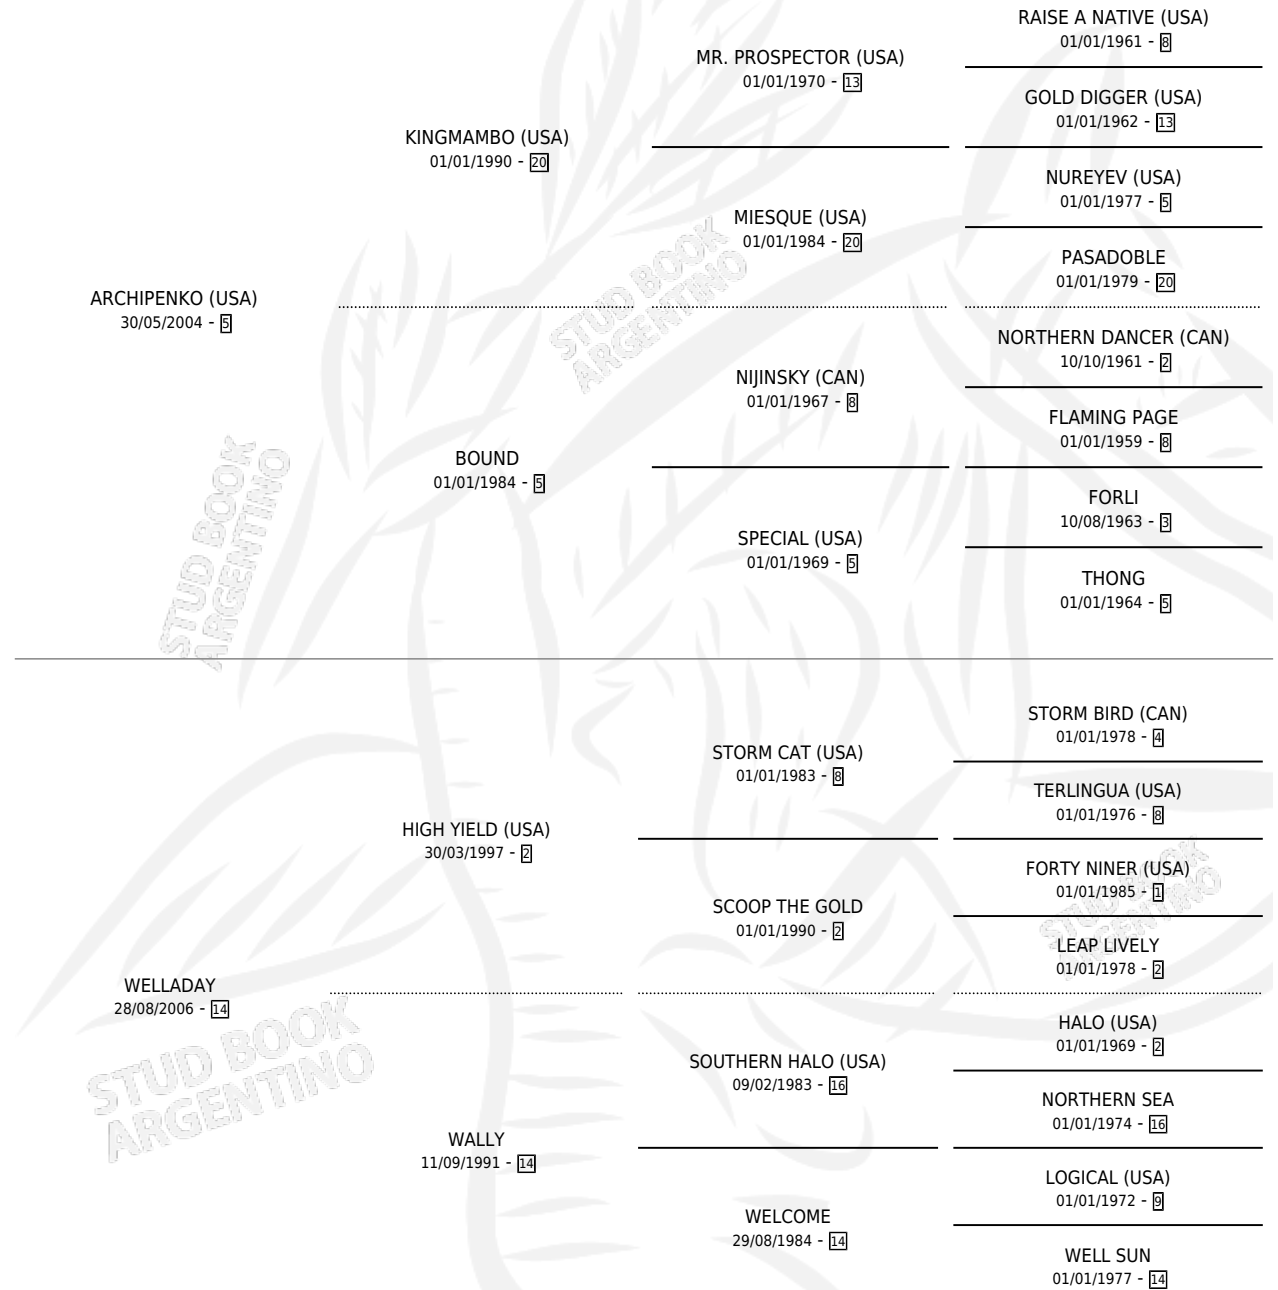 RAISE A NATIVE (USA)
01/01/1961 - 8
MR. PROSPECTOR (USA)
01/01/1970 - 13
GOLD DIGGER (USA)
01/01/1962 - 13
KINGMAMBO (USA)
01/01/1990 - 20
NUREYEV (USA)
01/01/1977 - 5
MIESQUE (USA)
01/01/1984 - 20
PASADOBLE
01/01/1979 - 20
STUD BOOK
ARGENTINO
ARCHIPENKO (USA)
30/05/2004 - 5
NORTHERN DANCER (CAN)
10/10/1961 - 2
NIJINSKY (CAN)
01/01/1967 - 8
FLAMING PAGE
01/01/1959 - 8
BOUND
01/01/1984 - 5
FORLI
10/08/1963 - 3
SPECIAL (USA)
01/01/1969 - 5
THONG
01/01/1964 - 5
STUD BOOK
ARGENTINO
STORM BIRD (CAN)
01/01/1978 - 4
STORM CAT (USA)
01/01/1983 - 8
TERLINGUA (USA)
01/01/1976 - 8
HIGH YIELD (USA)
30/03/1997 - 2
FORTY NINER (USA)
01/01/1985 - 1
SCOOP THE GOLD
01/01/1990 - 2
LEAP LIVELY
01/01/1978 - 2
STUD BOOK
ARGENTINO
WELLADAY
28/08/2006 - 14
STUD BOOK
ARGENTINO
HALO (USA)
01/01/1969 - 2
SOUTHERN HALO (USA)
09/02/1983 - 16
NORTHERN SEA
01/01/1974 - 16
WALLY
11/09/1991 - 14
LOGICAL (USA)
01/01/1972 - 9
WELCOME
29/08/1984 - 14
WELL SUN
01/01/1977 - 14